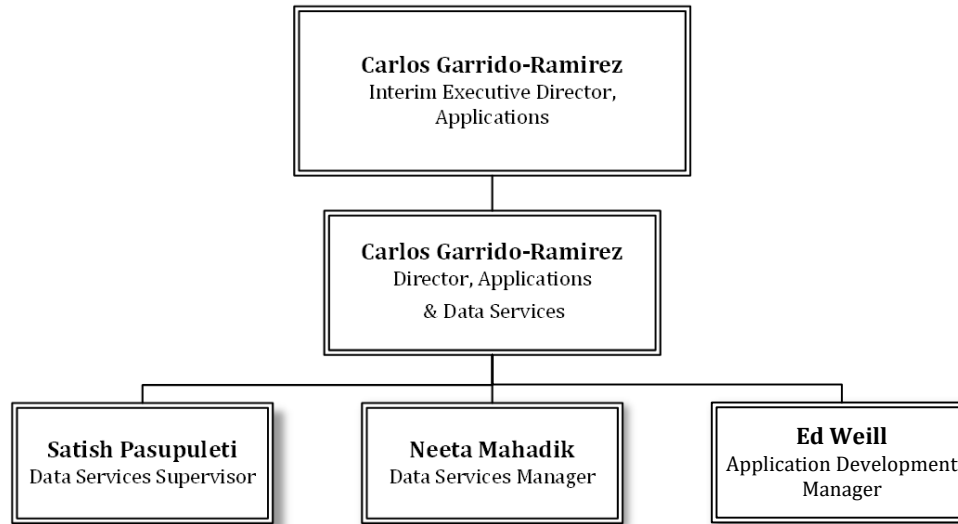 Carlos Garrido-Ramirez
Interim Executive Director,
Applications
Carlos Garrido-Ramirez
Director, Applications
& Data Services
Satish Pasupuleti
Data Services Supervisor
Neeta Mahadik
Data Services Manager
Ed Weill
Application Development
Manager